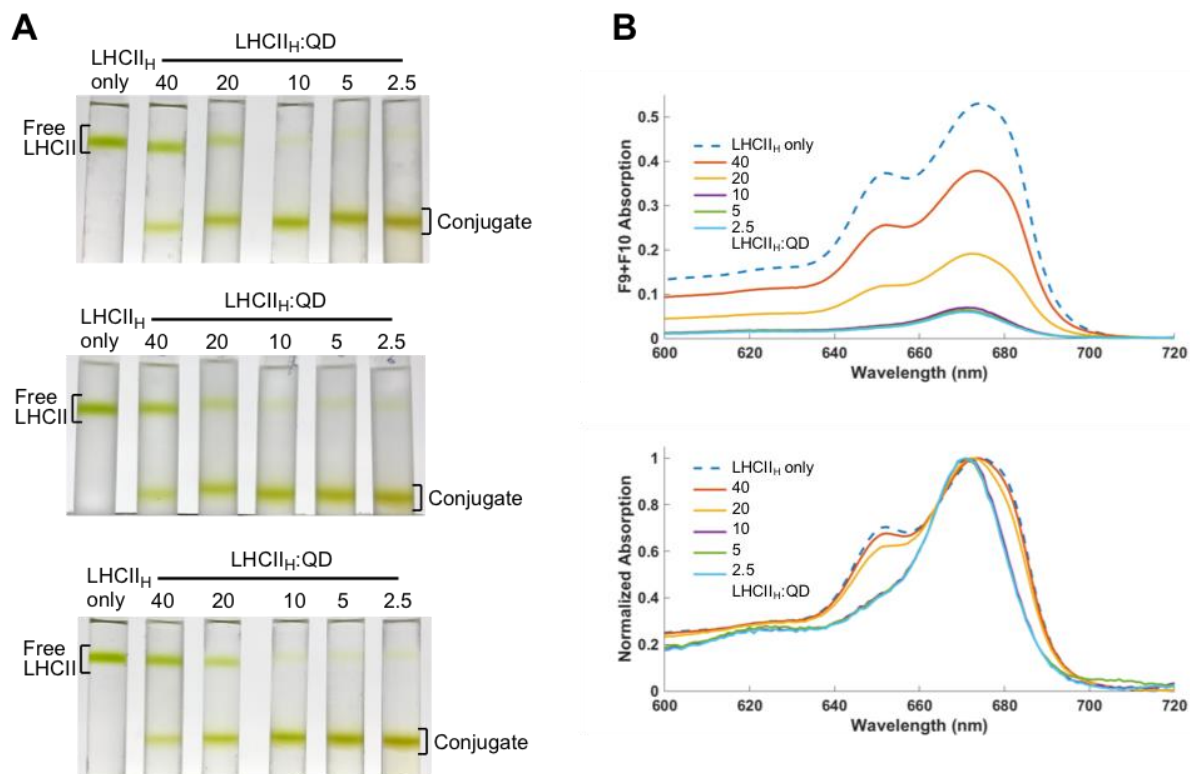 A
LHCIIH:QD
LHCIIH
only 40 20 10 5 2.5
Free
LHCII
Conjugate
LHCIIH:QD
LHCIIH
only 40 20 10 5 2.5
Free
LHCII
Conjugate
LHCIIH:QD
LHCIIH
only 40 20 10 5 2.5
Free
LHCII
Conjugate
B
F9+F10 Absorption
0.5
0.4
0.3
0.2
0.1
0
LHCIIH only
40
20
10
5
2.5
LHCIIH:QD
600 620 640 660 680 700 720
Wavelength (nm)
Normalized Absorption
1
0.8
0.6
0.4
0.2
0
LHCIIH only
40
20
10
5
2.5
LHCIIH:QD
600 620 640 660 680 700 720
Wavelength (nm)